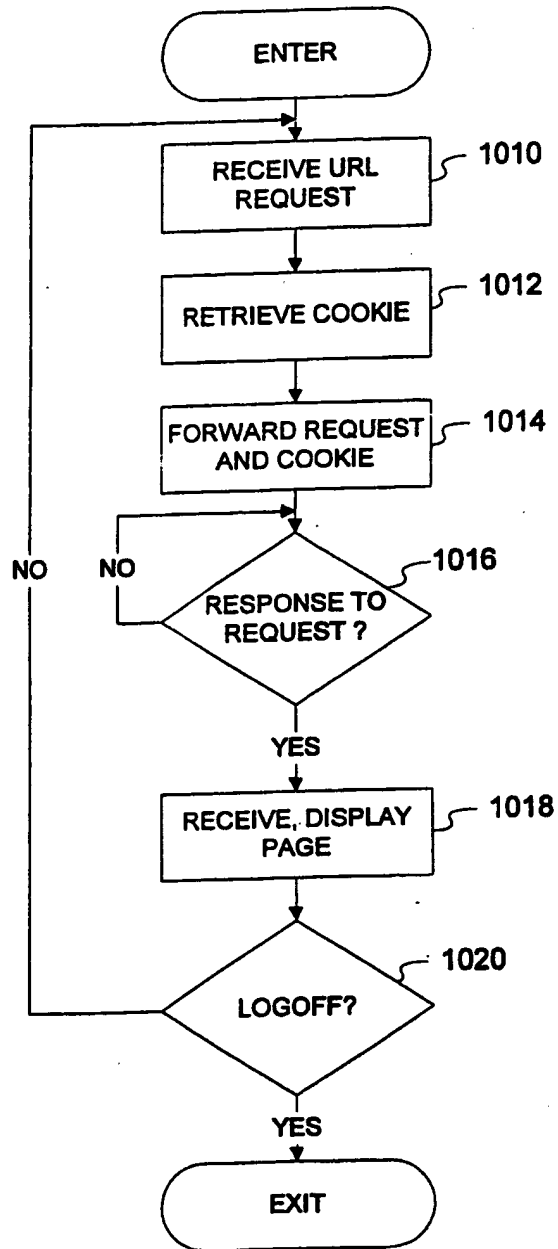 ENTER
RECEIVE URL
REQUEST
1010
RETRIEVE COOKIE
1012
FORWARD REQUEST
AND COOKIE
1014
NO
NO
RESPONSE TO
REQUEST ?
1016
YES
RECEIVE, DISPLAY
PAGE
1018
LOGOFF?
1020
YES
EXIT